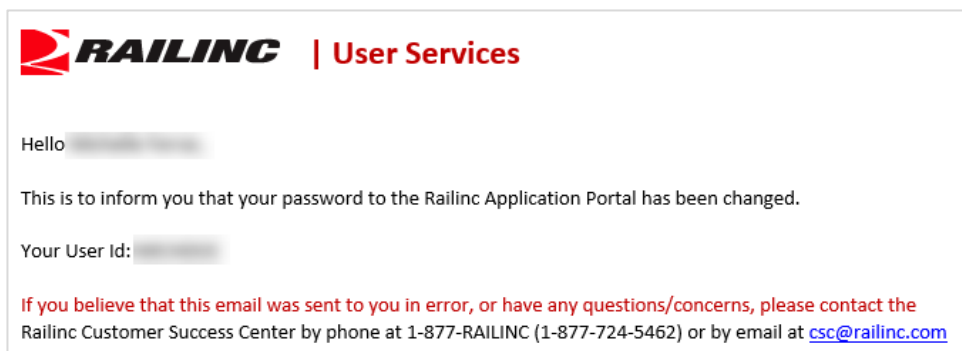 RAILINC | User Services
Hello
This is to inform you that your password to the Railinc Application Portal has been changed.
Your User Id:
If you believe that this email was sent to you in error, or have any questions/concerns, please contact the
Railinc Customer Success Center by phone at 1-877-RAILINC (1-877-724-5462) or by email at csc@railinc.com